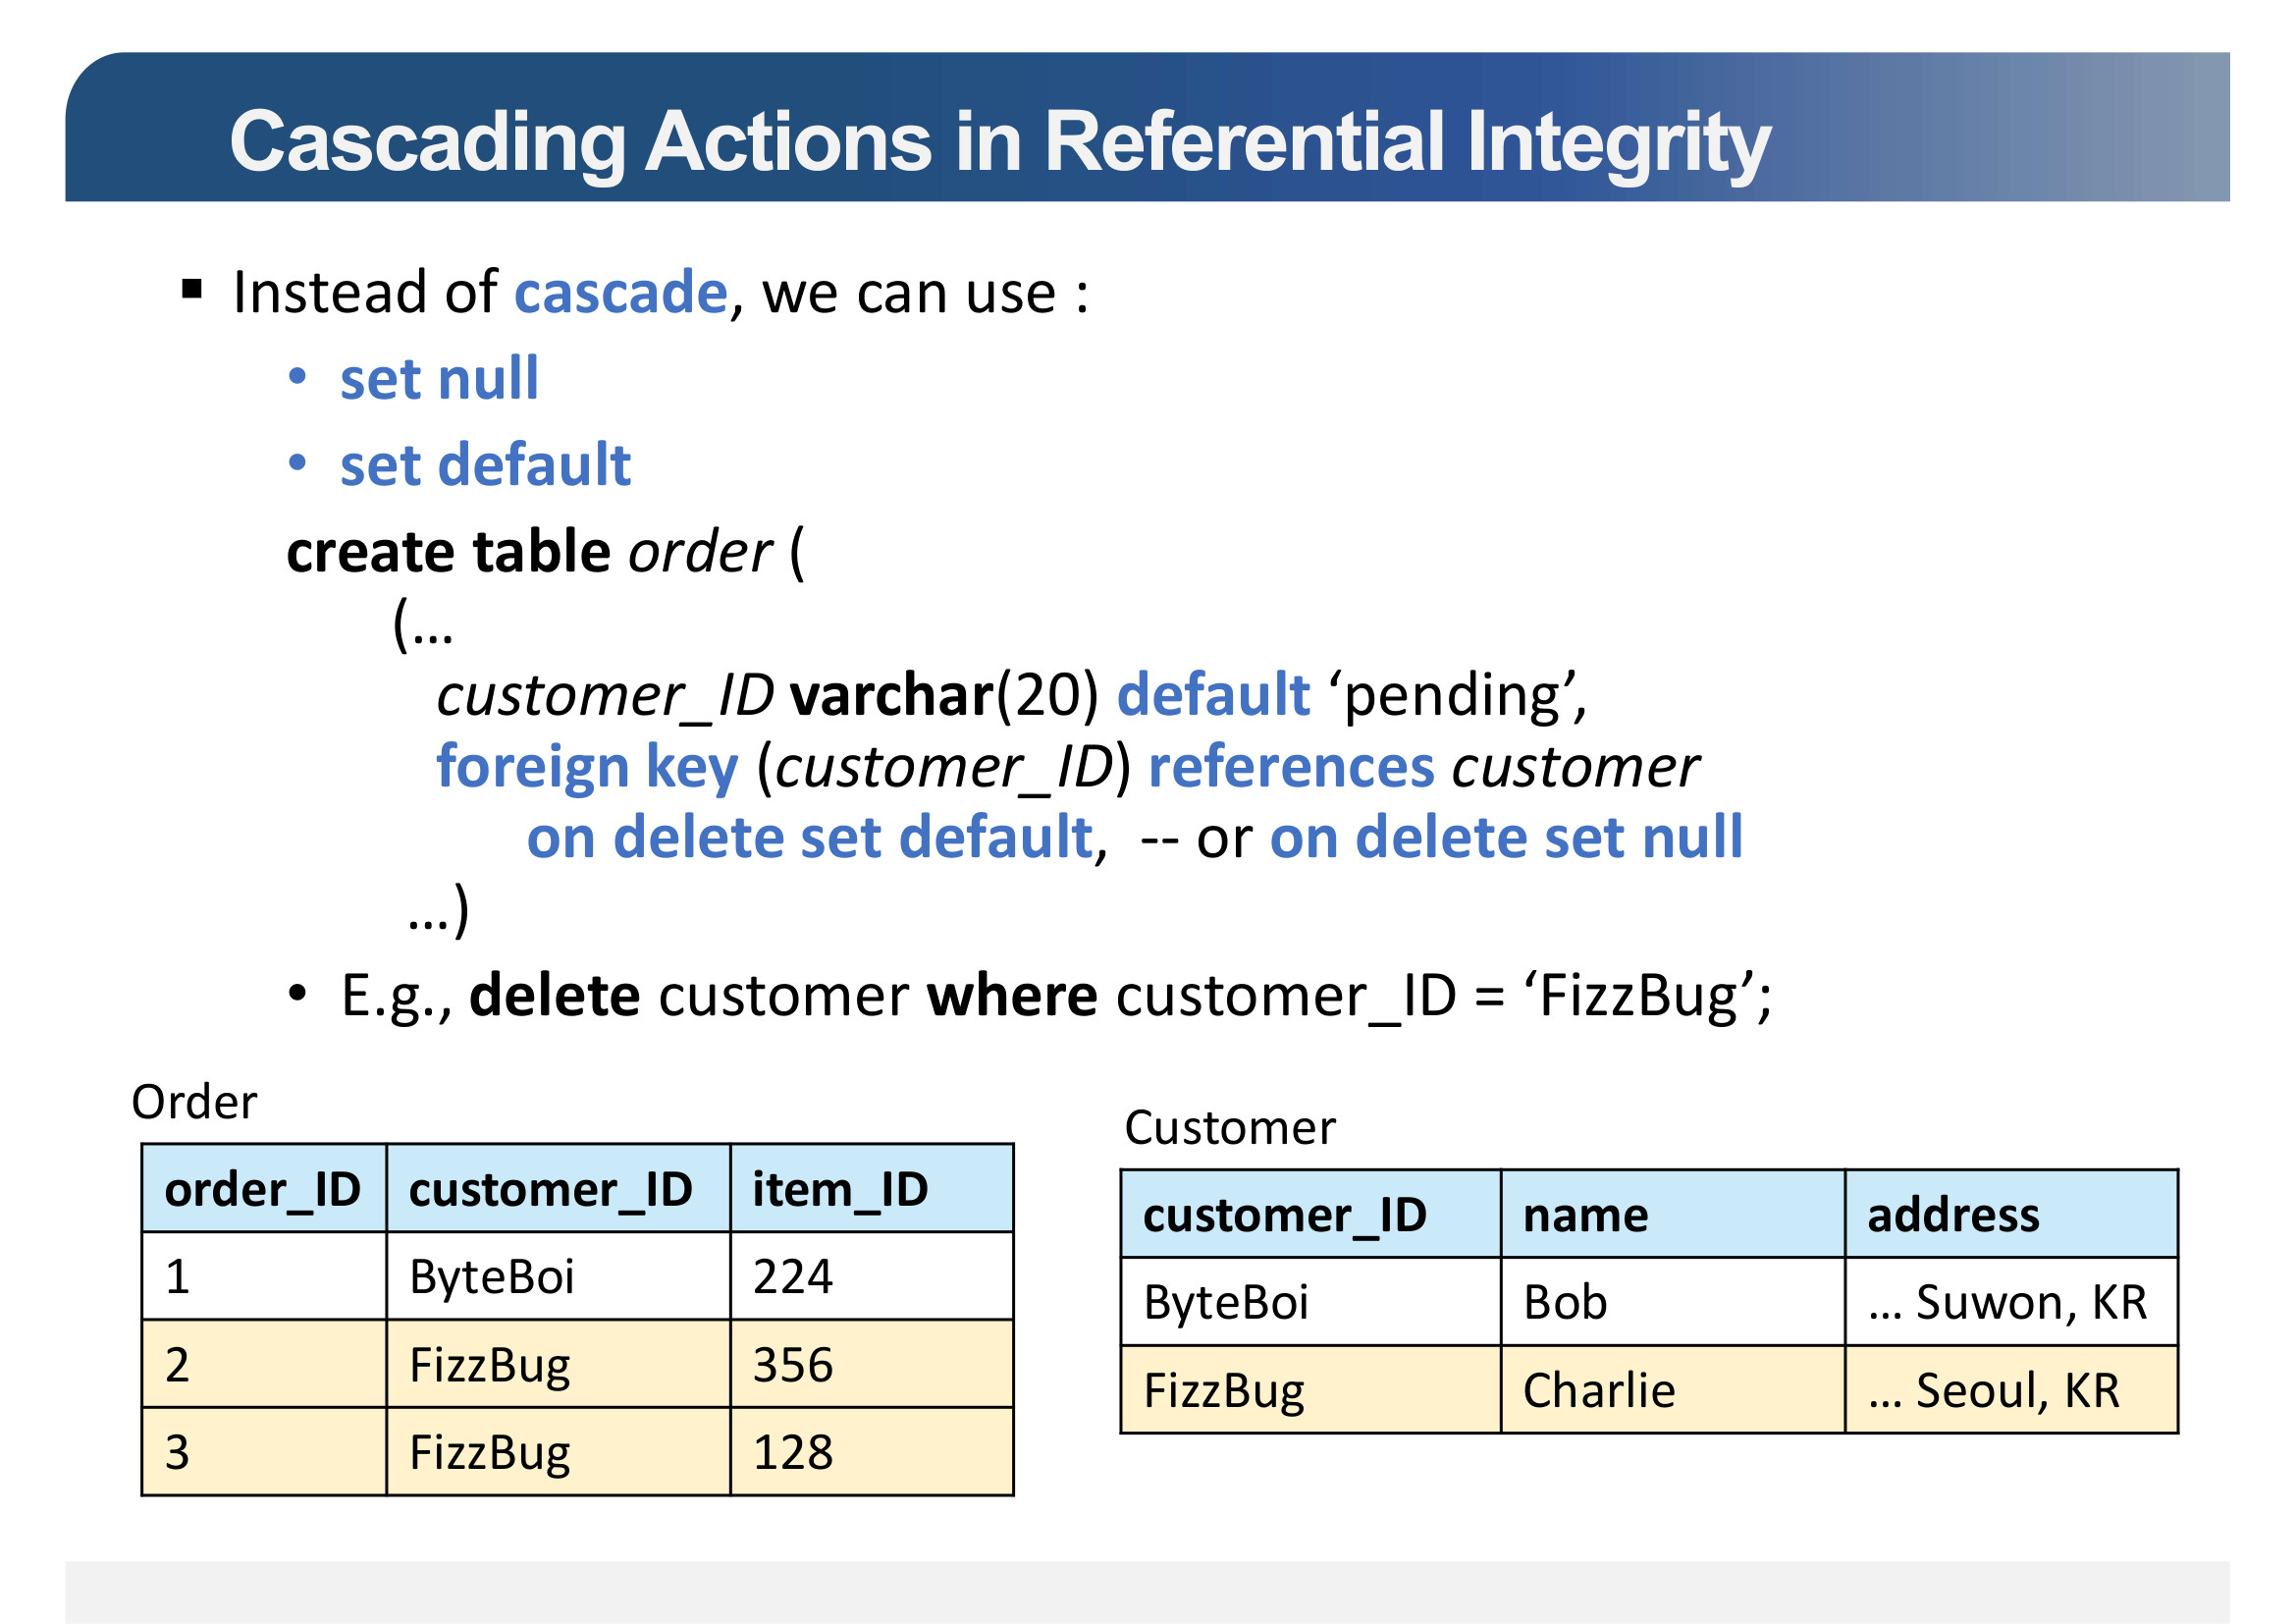 Cascading Actions in Referential Integrity
▪ Instead of cascade, we can use :
• set null
• set default
create table order (
(…
customer_ID varchar(20) default ‘pending’,
foreign key (customer_ID) references customer
on delete set default,  -- or on delete set null
…)
• E.g., delete customer where customer_ID = ‘FizzBug’;
Order
order_ID customer_ID item_ID
1 ByteBoi 224
2 FizzBug 356
3 FizzBug 128
Customer
customer_ID name address
ByteBoi Bob … Suwon, KR
FizzBug Charlie … Seoul, KR